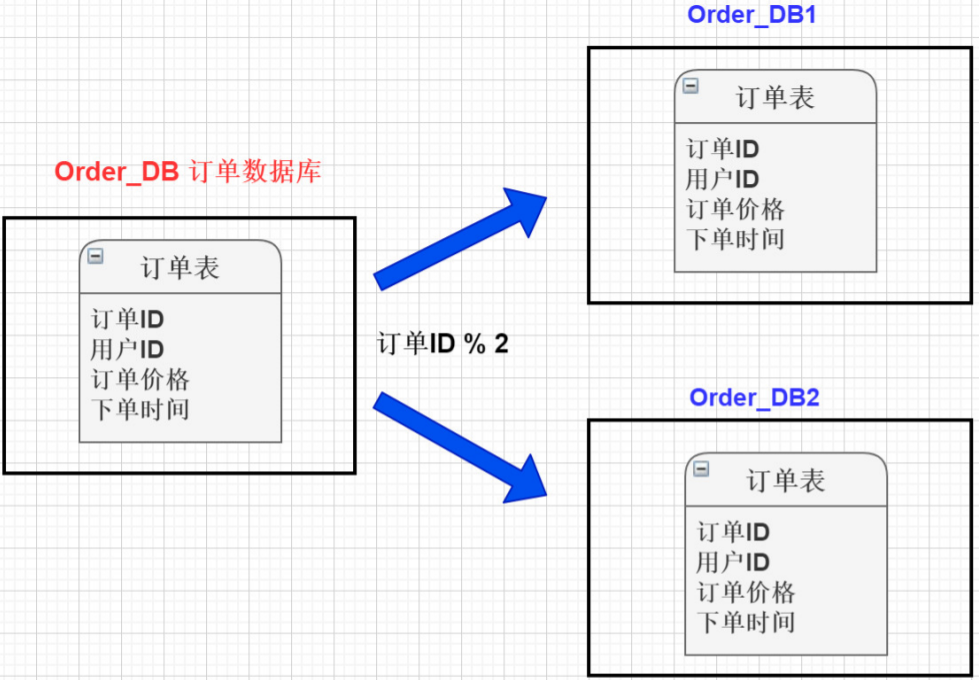 Order_DB 订单数据库
订单表
订单ID
用户ID
订单价格
下单时间
订单ID % 2
Order_DB1
订单表
订单ID
用户ID
订单价格
下单时间
Order_DB2
订单表
订单ID
用户ID
订单价格
下单时间